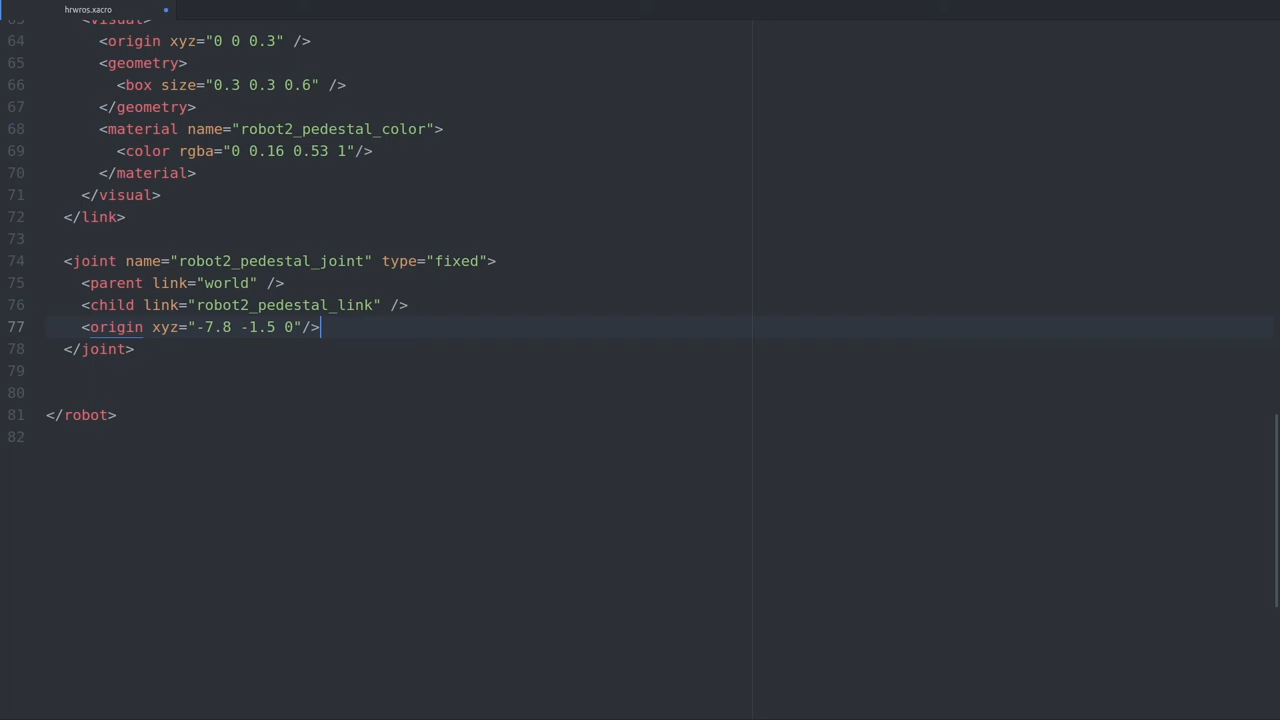 hrwros.xacro
63 <visual>
64 <origin xyz="0 0 0.3" />
65 <geometry>
66 <box size="0.3 0.3 0.6" />
67 </geometry>
68 <material name="robot2_pedestal_color">
69 <color rgba="0 0.16 0.53 1"/>
70 </material>
71 </visual>
72 </link>
73
74 <joint name="robot2_pedestal_joint" type="fixed">
75 <parent link="world" />
76 <child link="robot2_pedestal_link" />
77 <origin xyz="-7.8 -1.5 0"/>
78 </joint>
79
80
81 </robot>
82